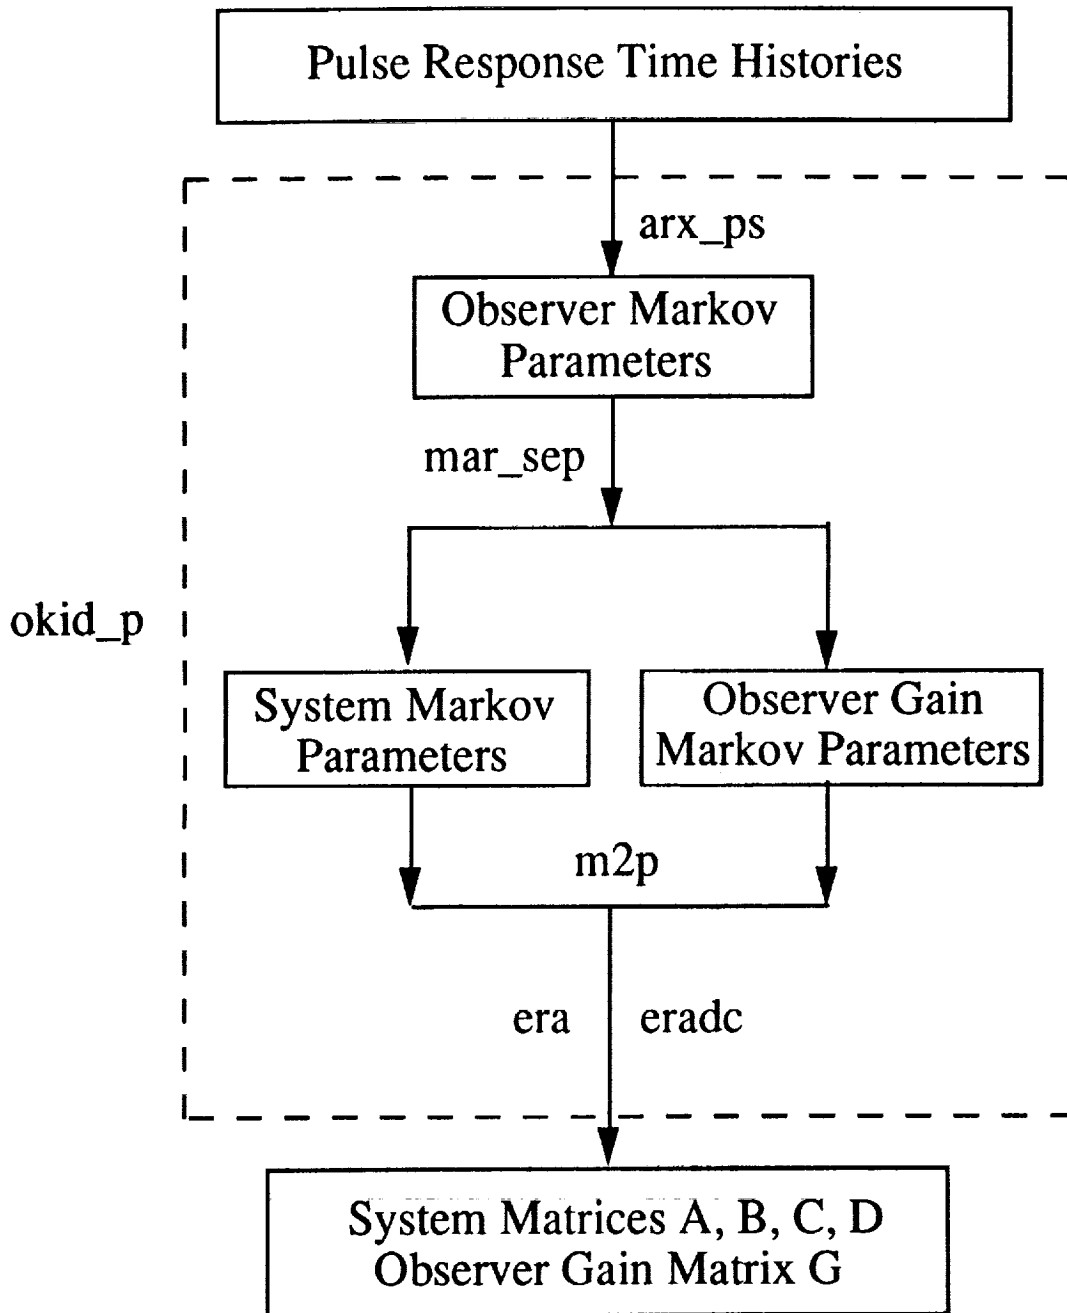 Pulse Response Time Histories
arx_ps
Observer Markov
Parameters
mar_sep
okid_p
System Markov
Parameters
Observer Gain
Markov Parameters
m2p
era
eradc
System Matrices A, B, C, D
Observer Gain Matrix G